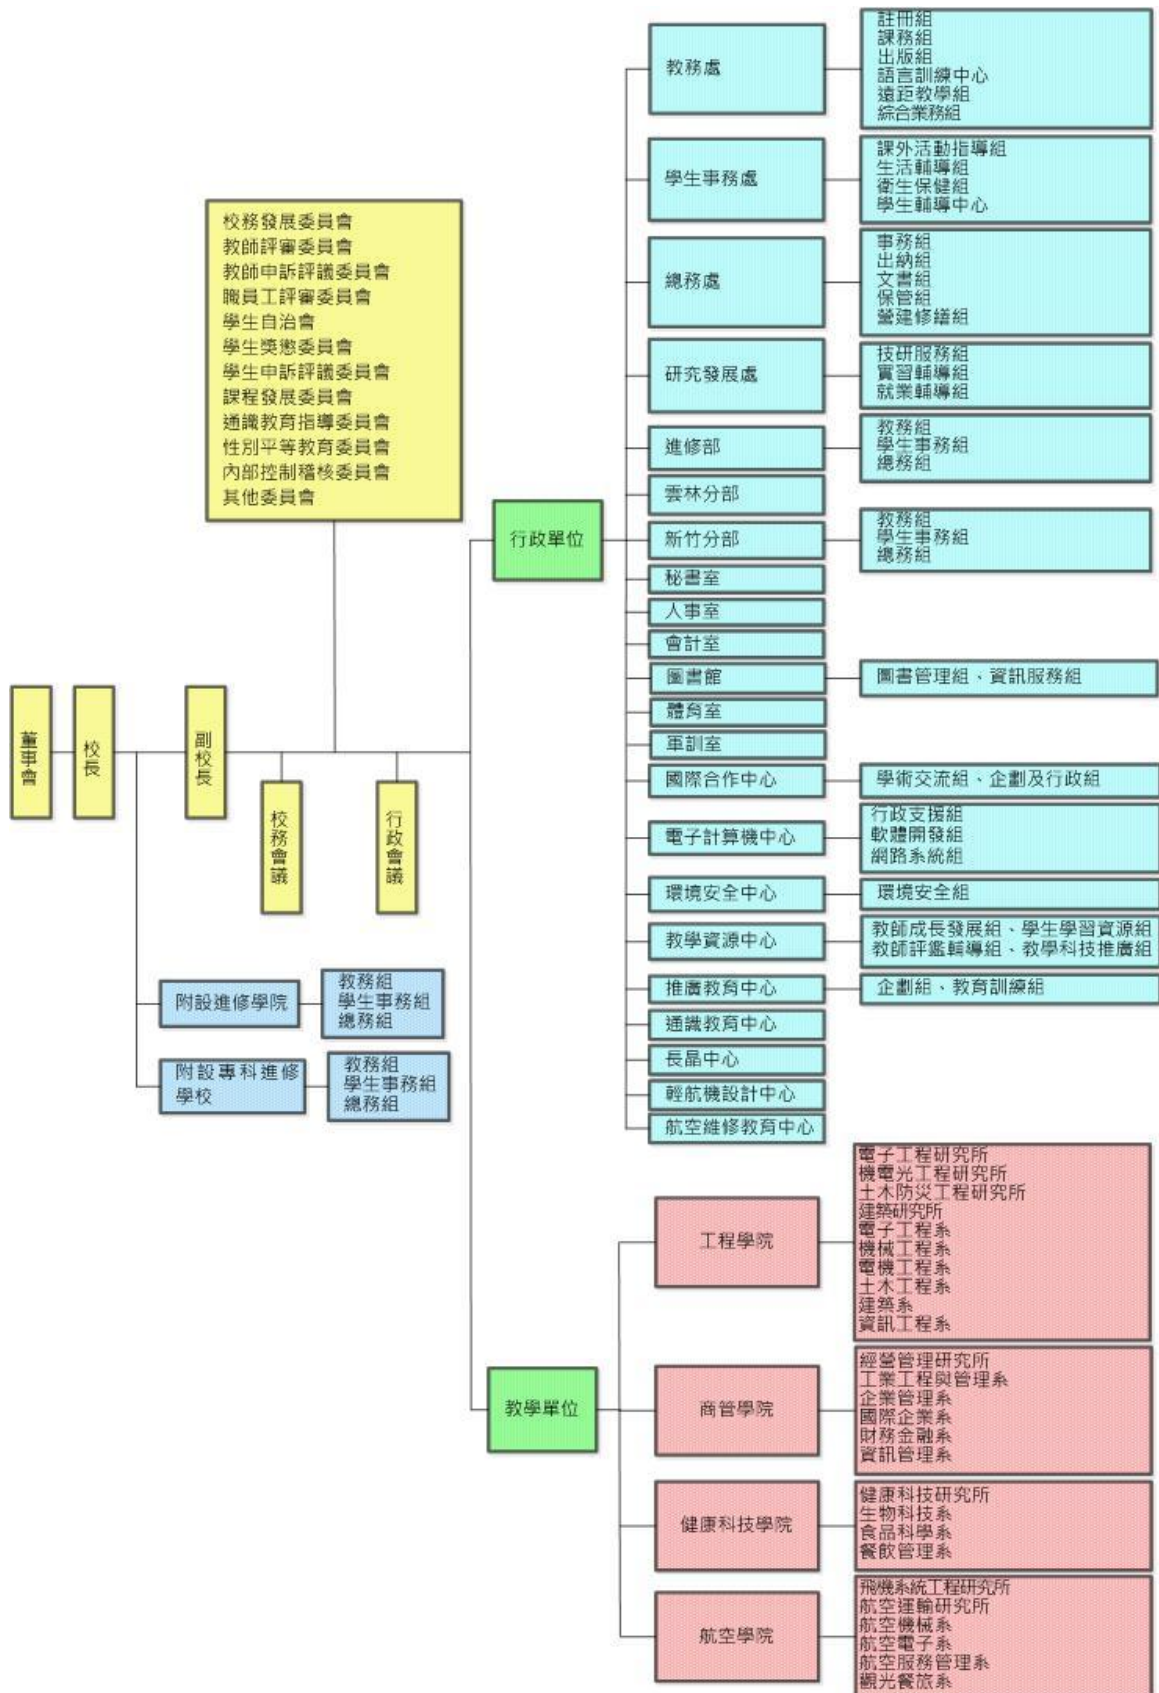 董事會
校長
副校長
校務會議
行政會議
校務發展委員會
教師評審委員會
教師申訴評議委員會
職員工評審委員會
學生自治會
學生獎懲委員會
學生申訴評議委員會
課程發展委員會
通識教育指導委員會
性別平等教育委員會
內部控制稽核委員會
其他委員會
附設進修學院
教務組
學生事務組
總務組
附設專科進修
學校
教務組
學生事務組
總務組
行政單位
教務處
註冊組
課務組
出版組
語言訓練中心
遠距教學組
綜合業務組
學生事務處
課外活動指導組
生活輔導組
衛生保健組
學生輔導中心
總務處
事務組
出納組
文書組
保管組
營建修繕組
研究發展處
技研服務組
實習輔導組
就業輔導組
進修部
教務組
學生事務組
總務組
雲林分部
新竹分部
教務組
學生事務組
總務組
秘書室
人事室
會計室
圖書館
圖書管理組、資訊服務組
體育室
軍訓室
國際合作中心
學術交流組、企劃及行政組
電子計算機中心
行政支援組
軟體開發組
網路系統組
環境安全中心
環境安全組
教學資源中心
教師成長發展組、學生學習資源組
教師評鑑輔導組、教學科技推廣組
推廣教育中心
企劃組、教育訓練組
通識教育中心
長晶中心
輕航機設計中心
航空維修教育中心
教學單位
工程學院
電子工程研究所
機電光工程研究所
土木防災工程研究所
建築研究所
電子工程系
機械工程系
電機工程系
土木工程系
建築系
資訊工程系
商管學院
經營管理研究所
工業工程與管理系
企業管理系
國際企業系
財務金融系
資訊管理系
健康科技學院
健康科技研究所
生物科技系
食品科學系
餐飲管理系
航空學院
飛機系統工程研究所
航空運輸研究所
航空機械系
航空電子系
航空服務管理系
觀光餐旅系